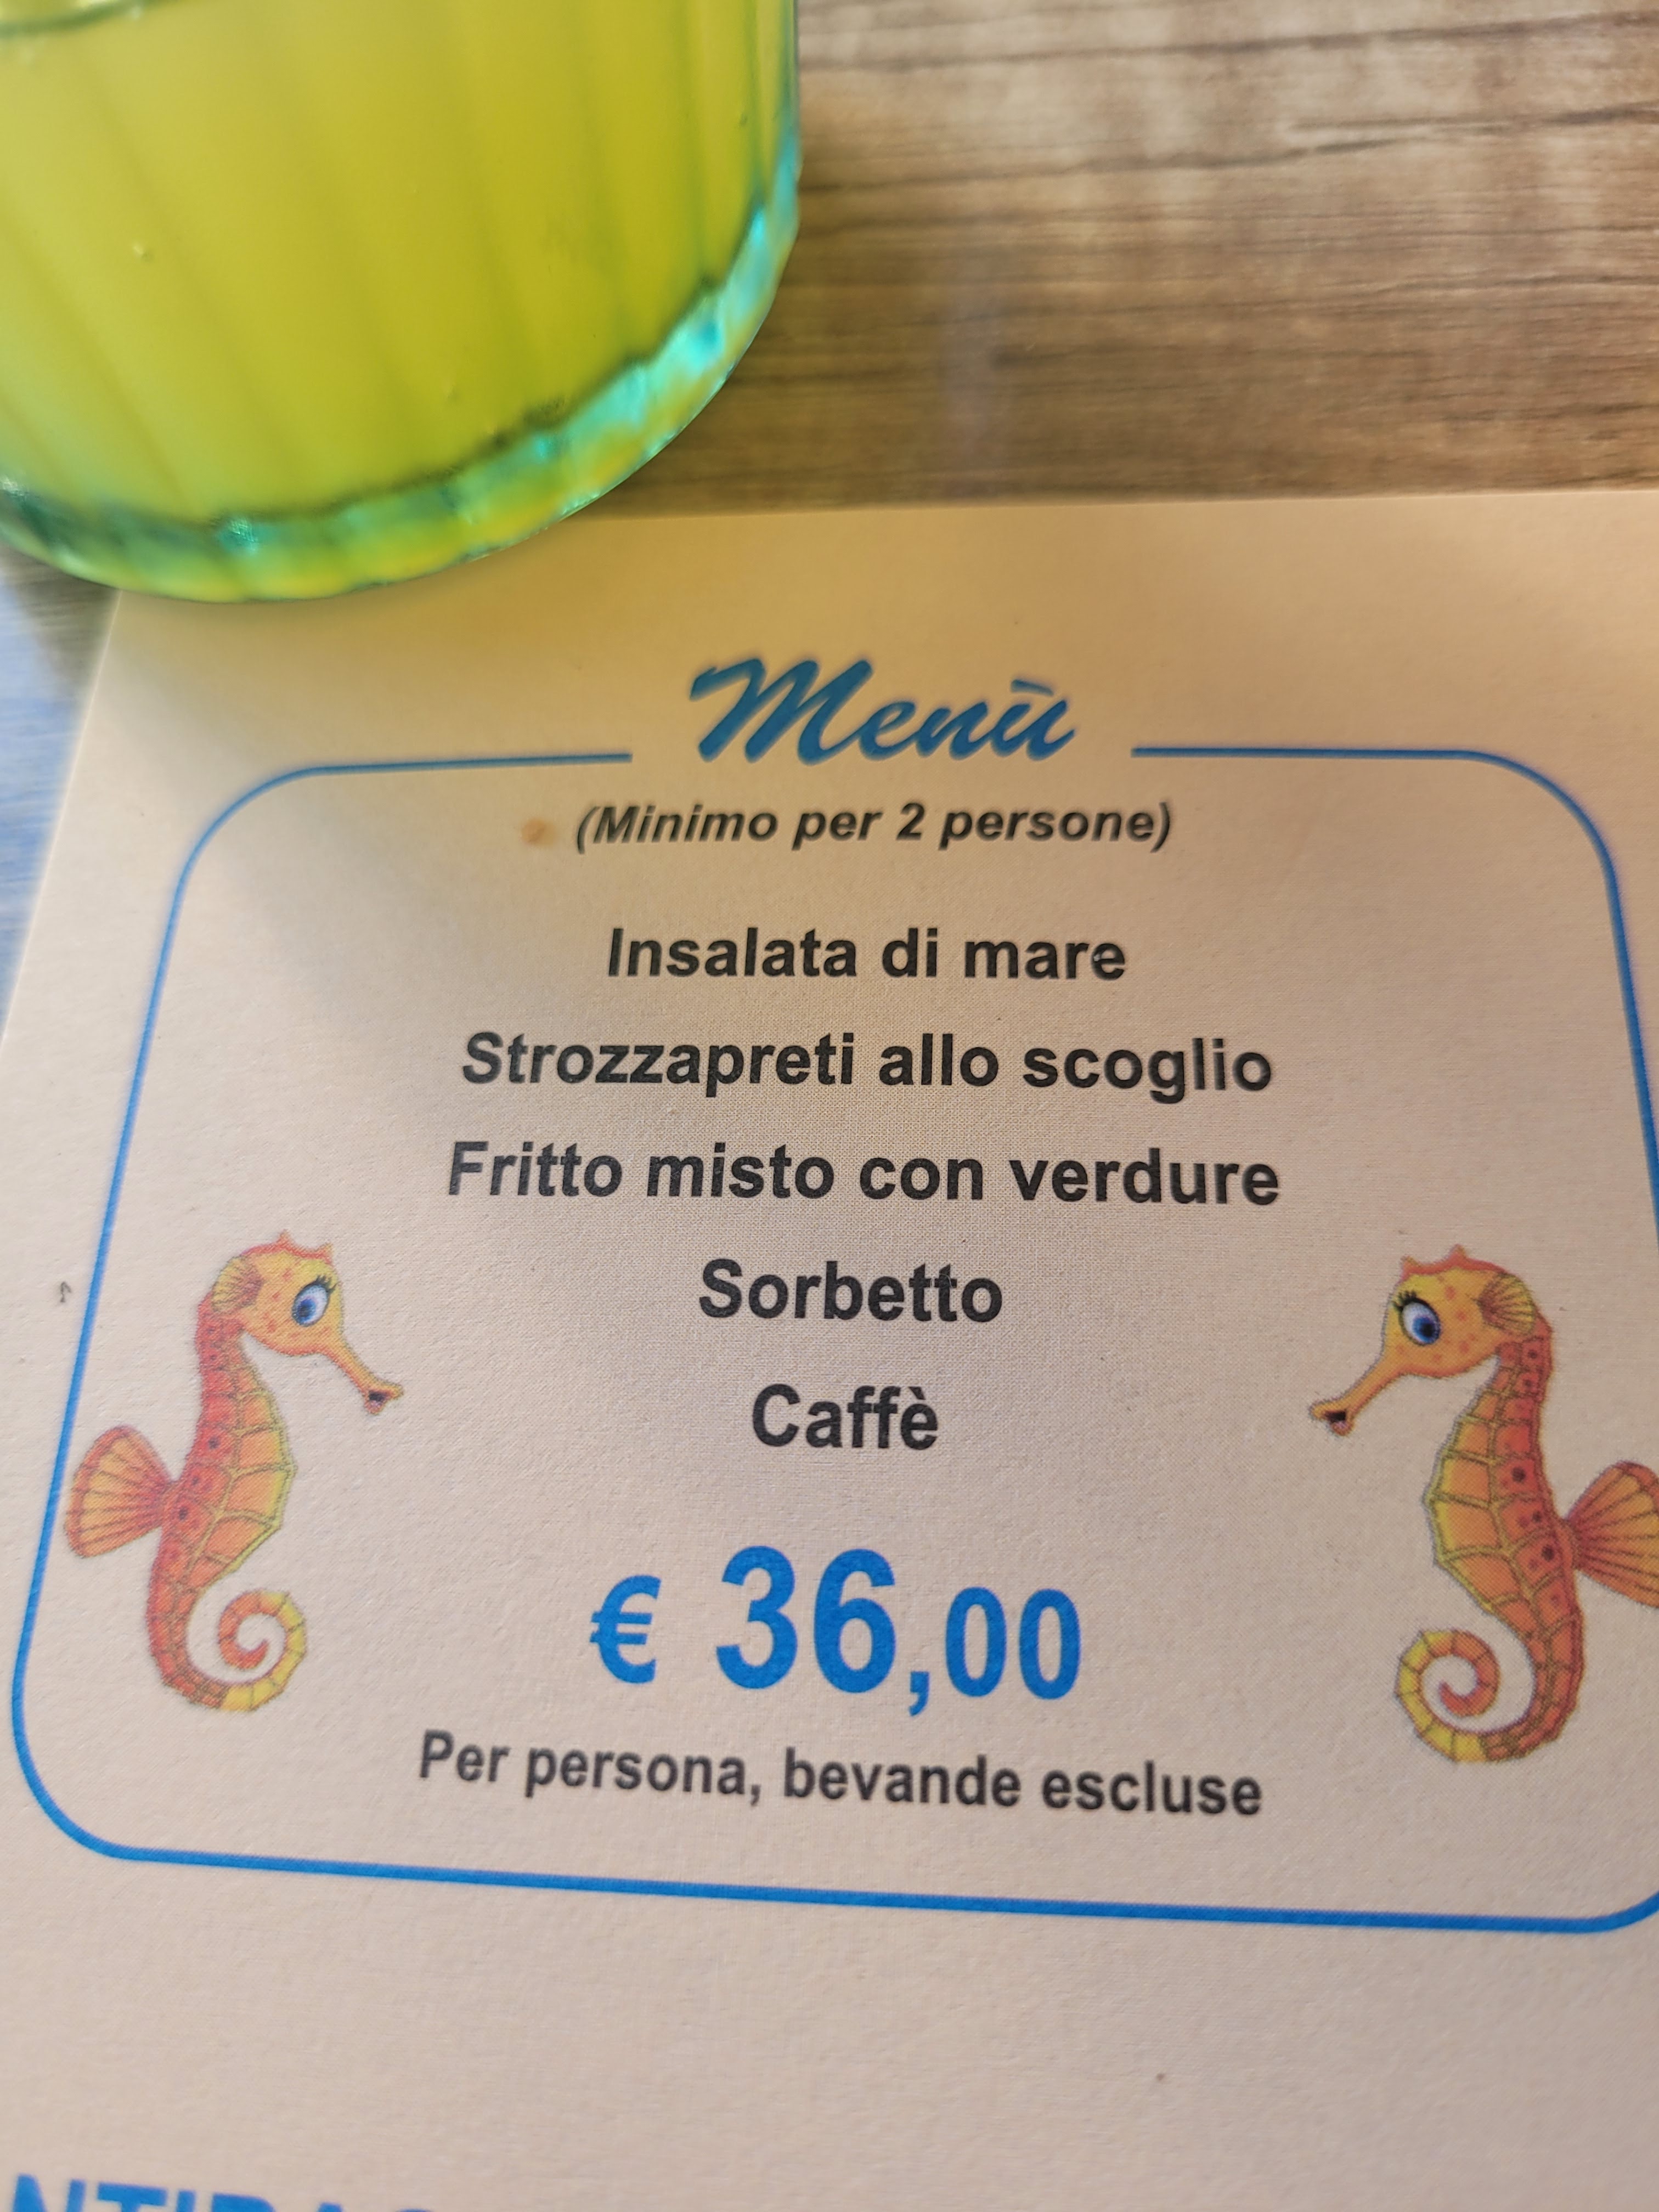 Menù
(Minimo per 2 persone)
Insalata di mare
Strozzapreti allo scoglio
Fritto misto con verdure
Sorbetto
Caffè
€ 36,00
Per persona, bevande escluse